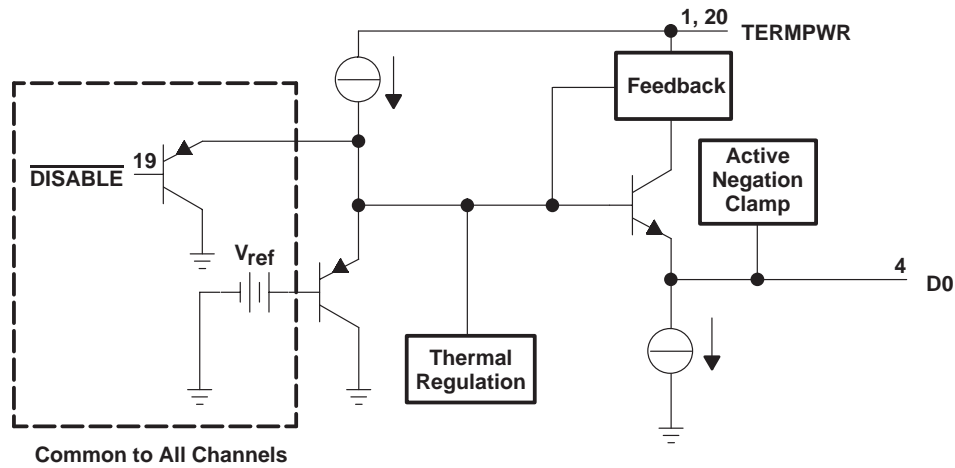 1, 20
TERMPWR
Feedback
19
DISABLE
Active
Negation
Clamp
Vref
4
D0
Thermal
Regulation
Common to All Channels